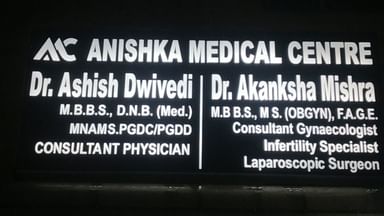 AC ANISHKA MEDICAL CENTRE
Dr. Ashish Dwivedi
M.B.B.S., D.N.B. (Med.)
MNAMS.PGDC/PGDD
CONSULTANT PHYSICIAN
Dr. Akanksha Mishra
M.B B.S., M S. (OBGYN), F.A.G.E.
Consultant Gynaecologist
Infertility Specialist
Laparoscopic Surgeon